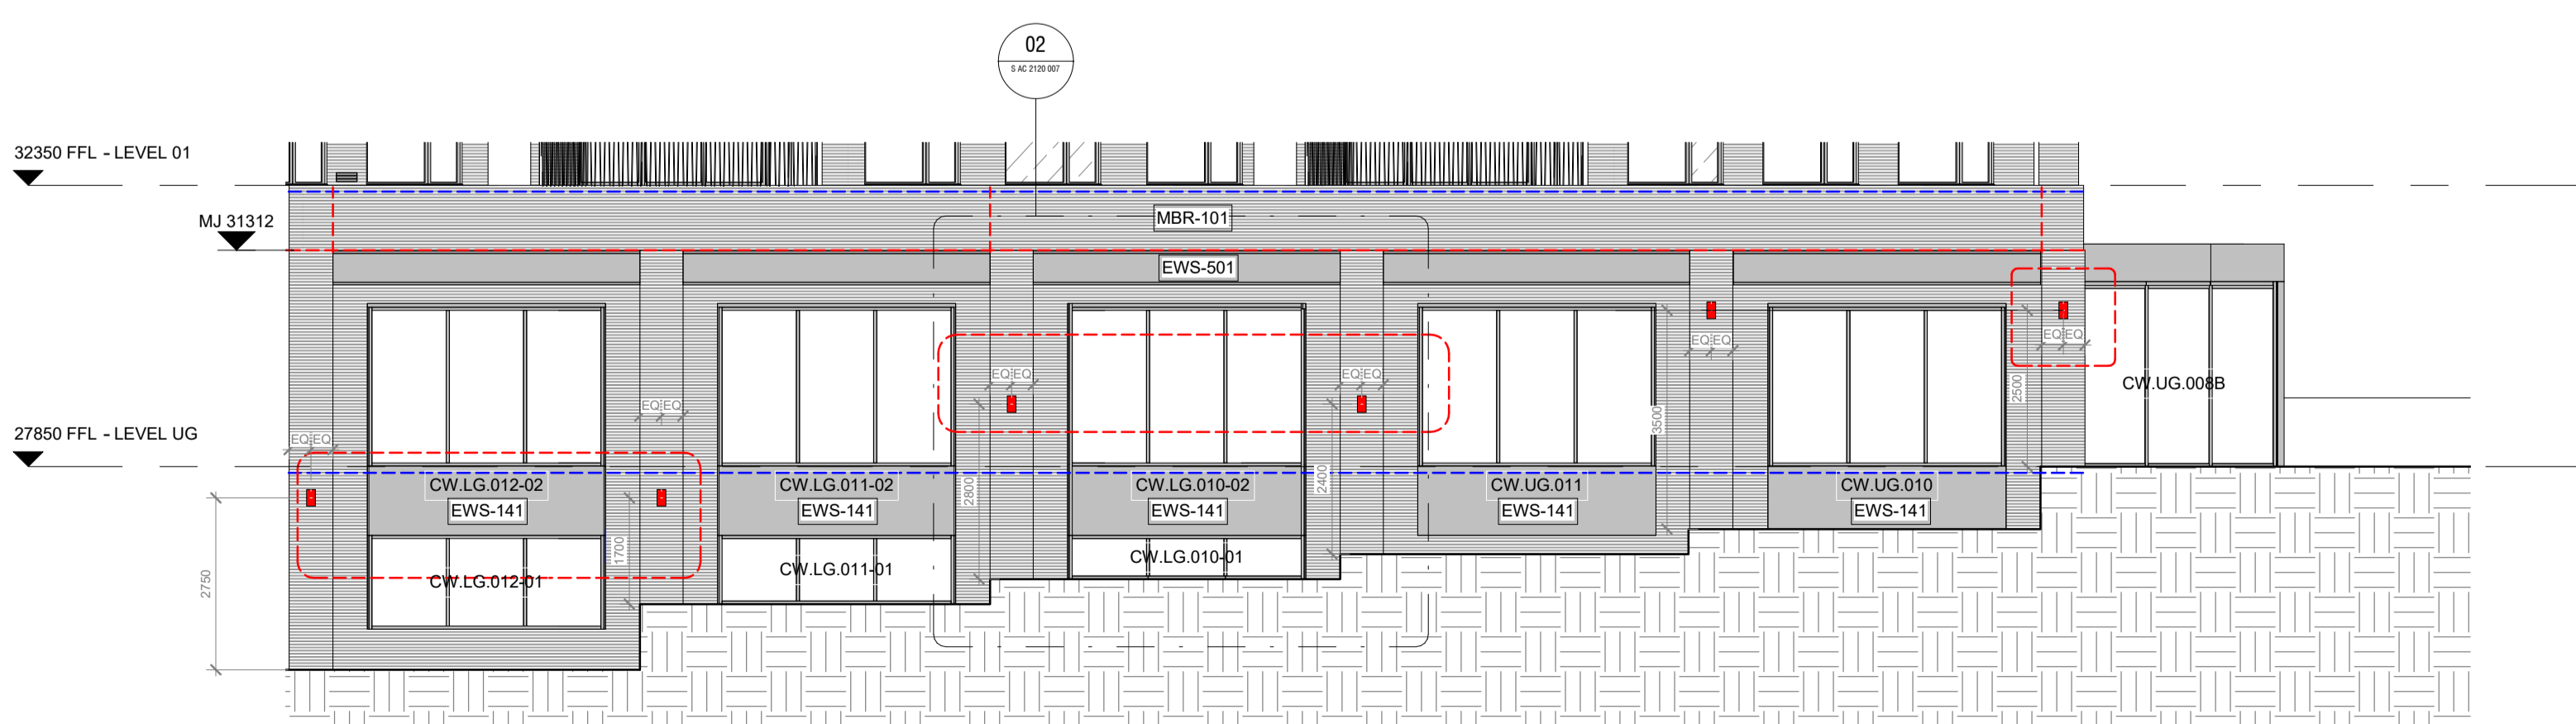 02
S AC 2120 007
32350 FFL - LEVEL 01
MJ 31312
MBR-101
EWS-501
EQ EQ
EQ EQ
EQ EQ
EQ EQ
EQ EQ
EQ EQ
CW.UG.008B
2500
3500
27850 FFL - LEVEL UG
2400
2800
CW.LG.012-02
EWS-141
CW.LG.011-02
EWS-141
CW.LG.010-02
EWS-141
CW.UG.011
EWS-141
CW.UG.010
EWS-141
1700
2750
CW.LG.012-01
CW.LG.011-01
CW.LG.010-01